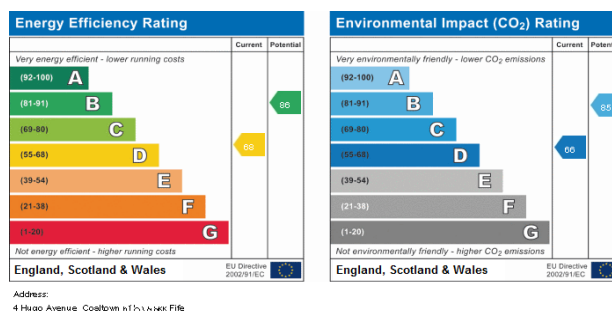 Energy Efficiency Rating
Current Potential
Very energy efficient - lower running costs
(92-100) A
(81-91) B
86
(69-80) C
68
(55-68) D
(39-54) E
(21-38) F
(1-20) G
Not energy efficient - higher running costs
England, Scotland & Wales
EU Directive
2002/91/EC
Environmental Impact (CO2) Rating
Current Poten
Very environmentally friendly - lower CO2 emissions
(92-100) A
(81-91) B
85
(69-80) C
(55-68) D
66
(39-54) E
(21-38) F
(1-20) G
Not environmentally friendly - higher CO2 emissions
England, Scotland & Wales
EU Directive
2002/91/EC
Address:
4 Hugo Avenue Coaltown Fife